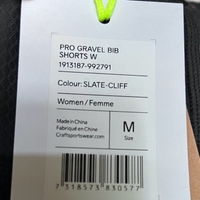 PRO GRAVEL BIB
SHORTS W
1913187-992791
Colour: SLATE-CLIFF
Women / Femme
Made in China
Fabriqué en Chine
Craftsportswear.com
M
Size
7 318573 830577